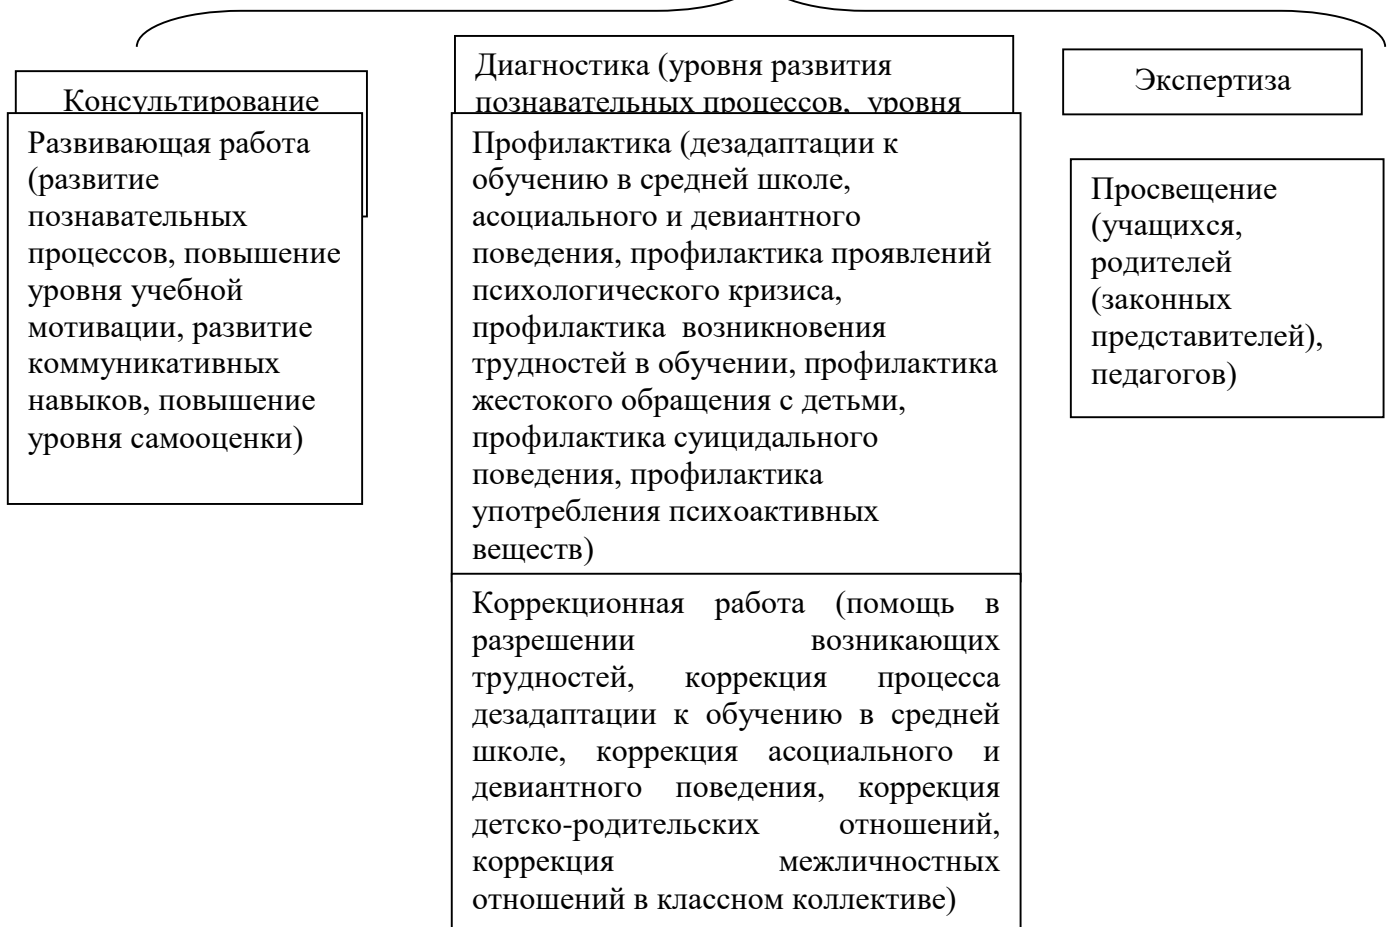 Консультирование
Диагностика (уровня развития
познавательных процессов, уровня
Экспертиза
Развивающая работа
(развитие
познавательных
процессов, повышение
уровня учебной
мотивации, развитие
коммуникативных
навыков, повышение
уровня самооценки)
Профилактика (дезадаптации к
обучению в средней школе,
асоциального и девиантного
поведения, профилактика проявлений
психологического кризиса,
профилактика возникновения
трудностей в обучении, профилактика
жестокого обращения с детьми,
профилактика суицидального
поведения, профилактика
употребления психоактивных
веществ)
Просвещение
(учащихся,
родителей
(законных
представителей),
педагогов)
Коррекционная работа (помощь в
разрешении возникающих
трудностей, коррекция процесса
дезадаптации к обучению в средней
школе, коррекция асоциального и
девиантного поведения, коррекция
детско-родительских отношений,
коррекция межличностных
отношений в классном коллективе)